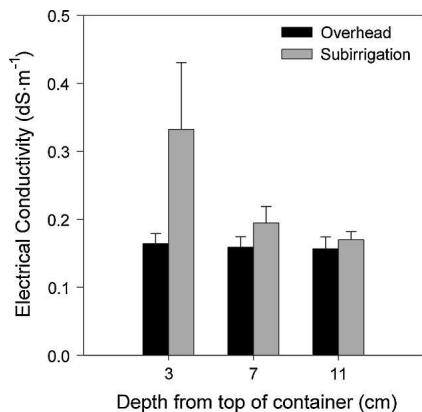 0.5
Overhead
Subirrigation
0.4
0.3
0.2
0.1
0.0
Electrical Conductivity (dS·m⁻¹)
3 7 11
Depth from top of container (cm)